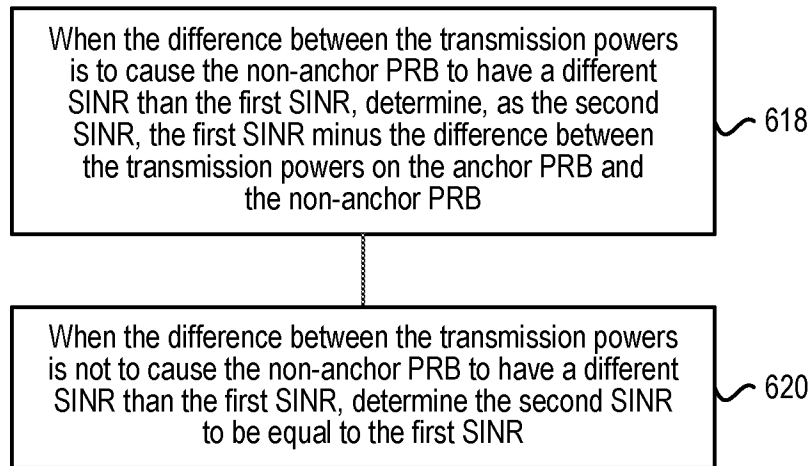 When the difference between the transmission powers
is to cause the non-anchor PRB to have a different
SINR than the first SINR, determine, as the second
SINR, the first SINR minus the difference between
the transmission powers on the anchor PRB and
the non-anchor PRB
618
When the difference between the transmission powers
is not to cause the non-anchor PRB to have a different
SINR than the first SINR, determine the second SINR
to be equal to the first SINR
620